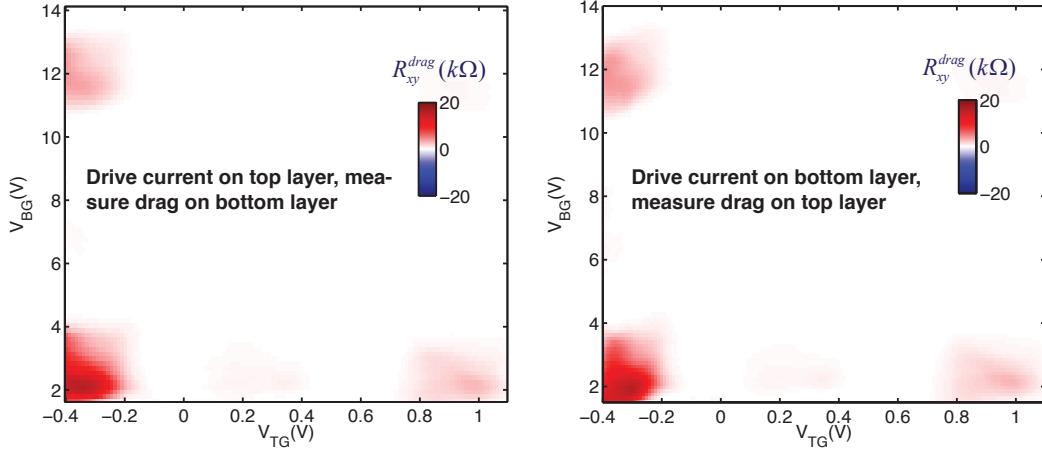 14
12
10
8
6
4
2
V_BG(V)
R_xy^drag (kΩ)
20
0
−20
Drive current on top layer, mea-
sure drag on bottom layer
−0.4 −0.2 0 0.2 0.4 0.6 0.8 1
V_TG(V)
14
12
10
8
6
4
2
V_BG(V)
R_xy^drag (kΩ)
20
0
−20
Drive current on bottom layer,
measure drag on top layer
−0.4 −0.2 0 0.2 0.4 0.6 0.8 1
V_TG(V)